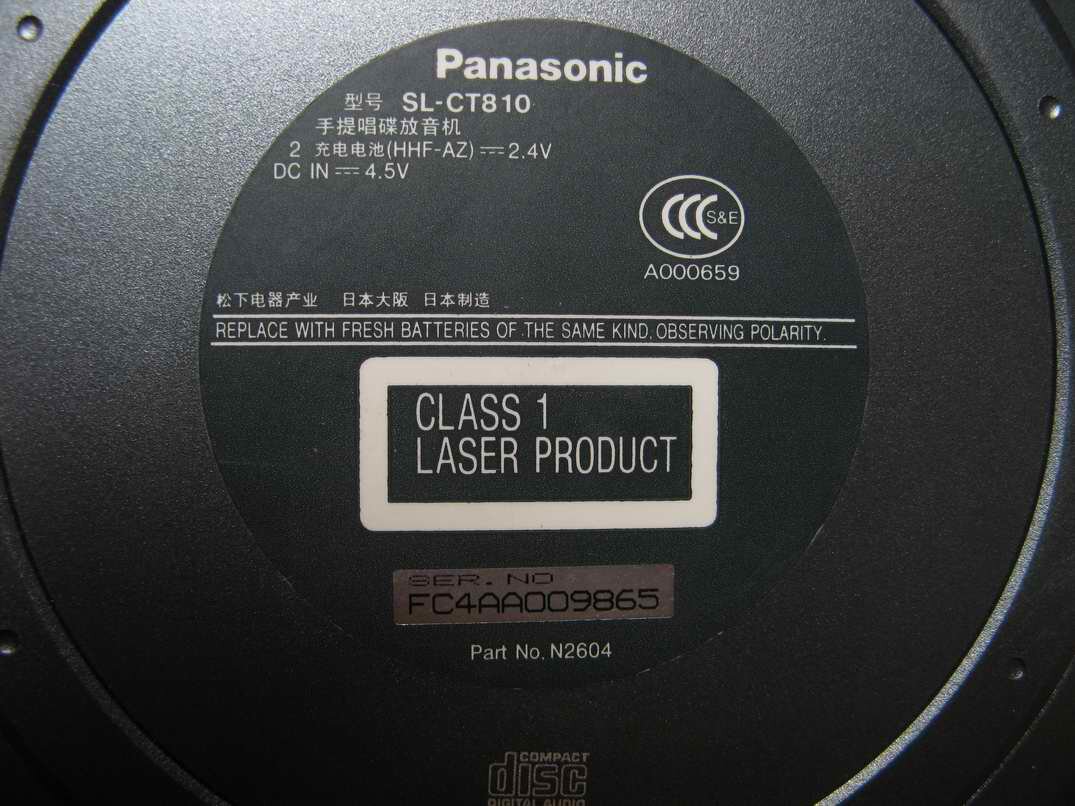 Panasonic
型号 SL-CT810
手提唱碟放音机
2 充电电池(HHF-AZ) ⎓ 2.4V
DC IN ⎓ 4.5V
CCC S&E
A000659
松下电器产业 日本大阪 日本制造
REPLACE WITH FRESH BATTERIES OF THE SAME KIND, OBSERVING POLARITY.
CLASS 1
LASER PRODUCT
SER. NO
FC4AA009865
Part No. N2604
COMPACT
disc
DIGITAL AUDIO